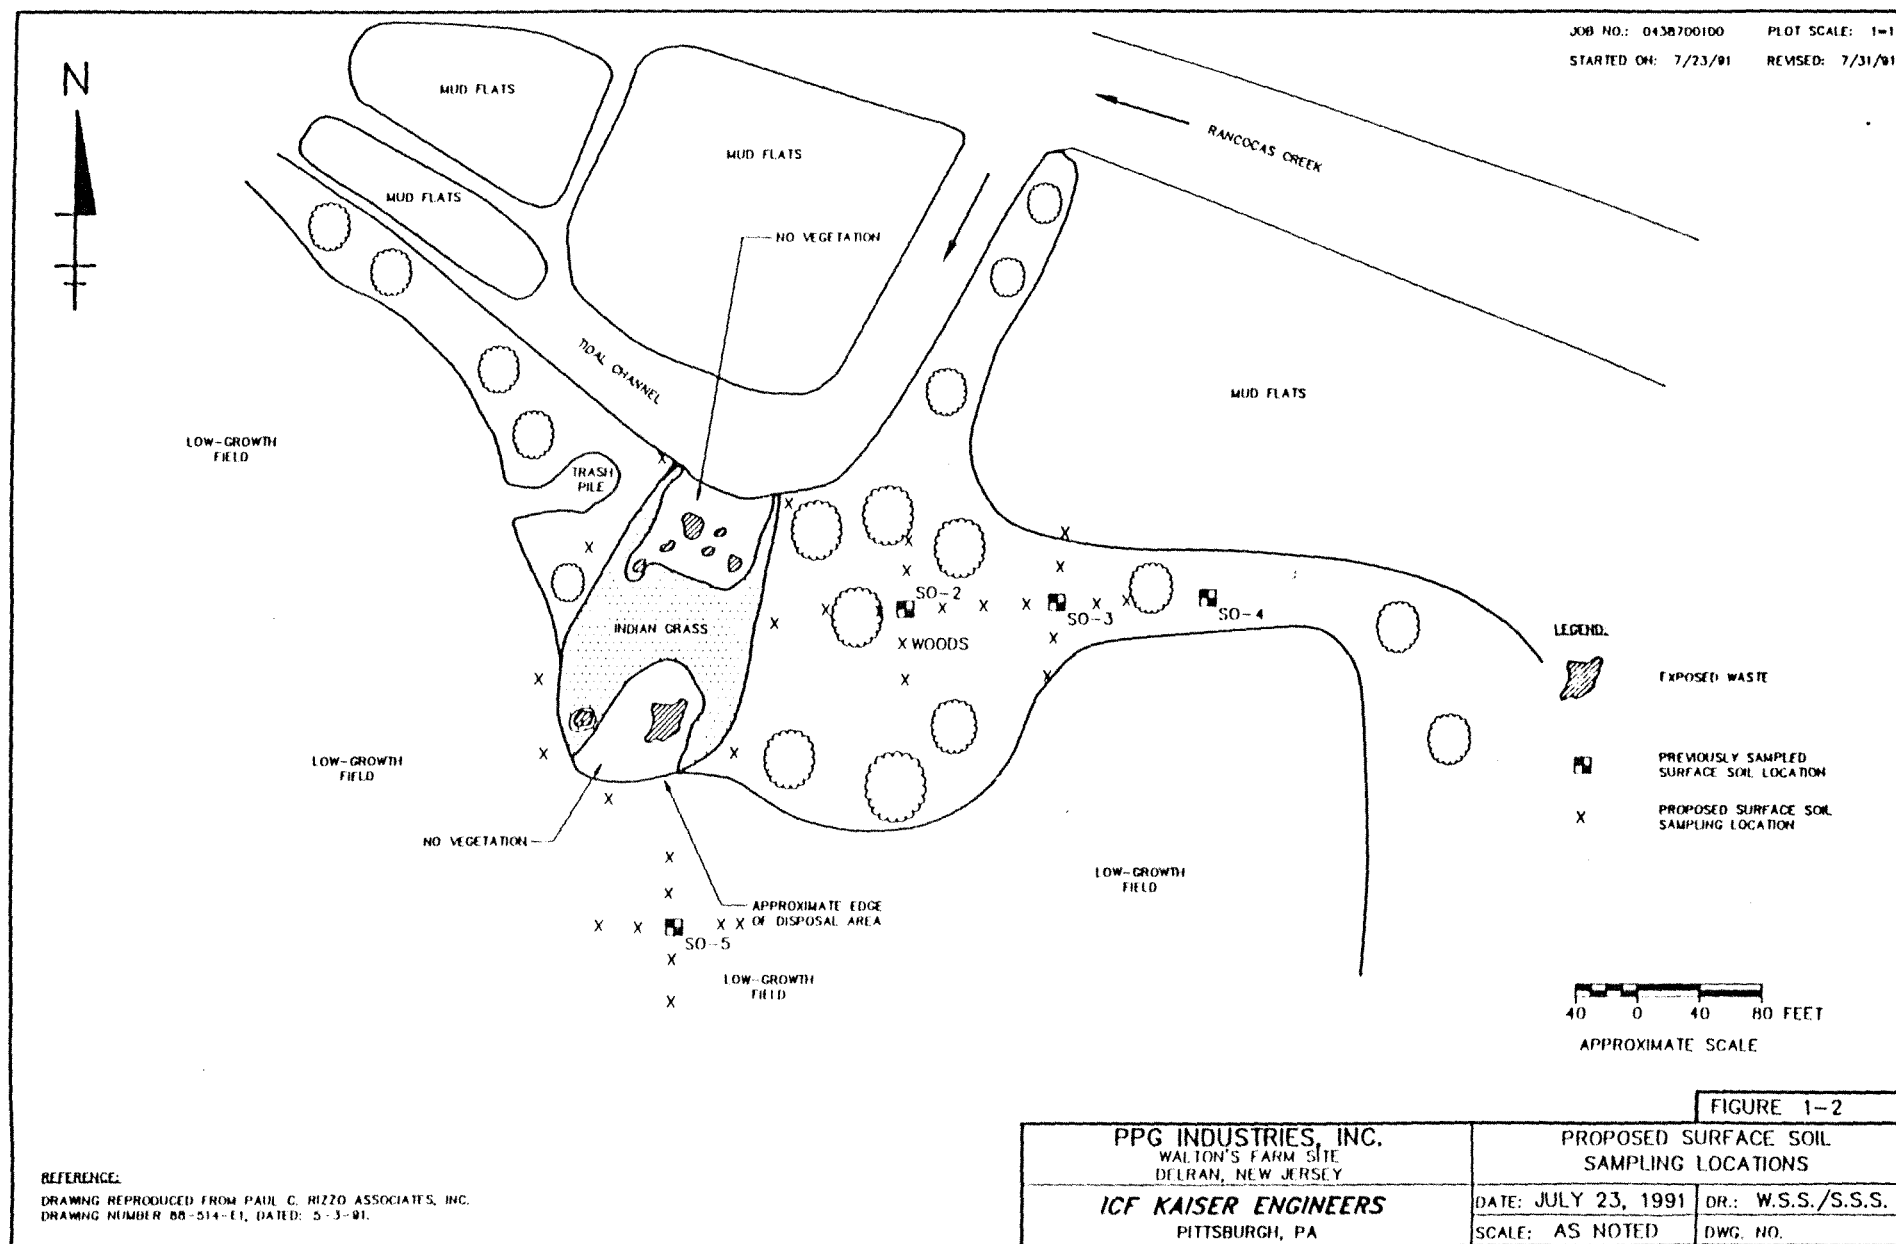 JOB NO.: 0438700100 PLOT SCALE: 1=1
STARTED ON: 7/23/91 REVISED: 7/31/91
N
MUD FLATS
MUD FLATS
MUD FLATS
RANCOCAS CREEK
NO VEGETATION
TIDAL CHANNEL
MUD FLATS
LOW-GROWTH
FIELD
TRASH
PILE
X
X
X
X
X
X
X
SO-2
X
X
X
X
X
X
X
SO-3
SO-4
INDIAN GRASS
X
X
X WOODS
X
X
X
X
LEGEND:
EXPOSED WASTE
LOW-GROWTH
FIELD
X
X
PREVIOUSLY SAMPLED
SURFACE SOIL LOCATION
X
X
PROPOSED SURFACE SOIL
SAMPLING LOCATION
NO VEGETATION
X
X
LOW-GROWTH
FIELD
APPROXIMATE EDGE
OF DISPOSAL AREA
X X
X X
SO-5
X
X
LOW-GROWTH
FIELD
40 0 40 80 FEET
APPROXIMATE SCALE
FIGURE 1-2
PPG INDUSTRIES, INC.
WALTON'S FARM SITE
DELRAN, NEW JERSEY
PROPOSED SURFACE SOIL
SAMPLING LOCATIONS
ICF KAISER ENGINEERS
PITTSBURGH, PA
DATE: JULY 23, 1991 DR.: W.S.S./S.S.S.
SCALE: AS NOTED DWG. NO.
REFERENCE:
DRAWING REPRODUCED FROM PAUL C. RIZZO ASSOCIATES, INC.
DRAWING NUMBER 88-514-E1, DATED: 5-3-91.